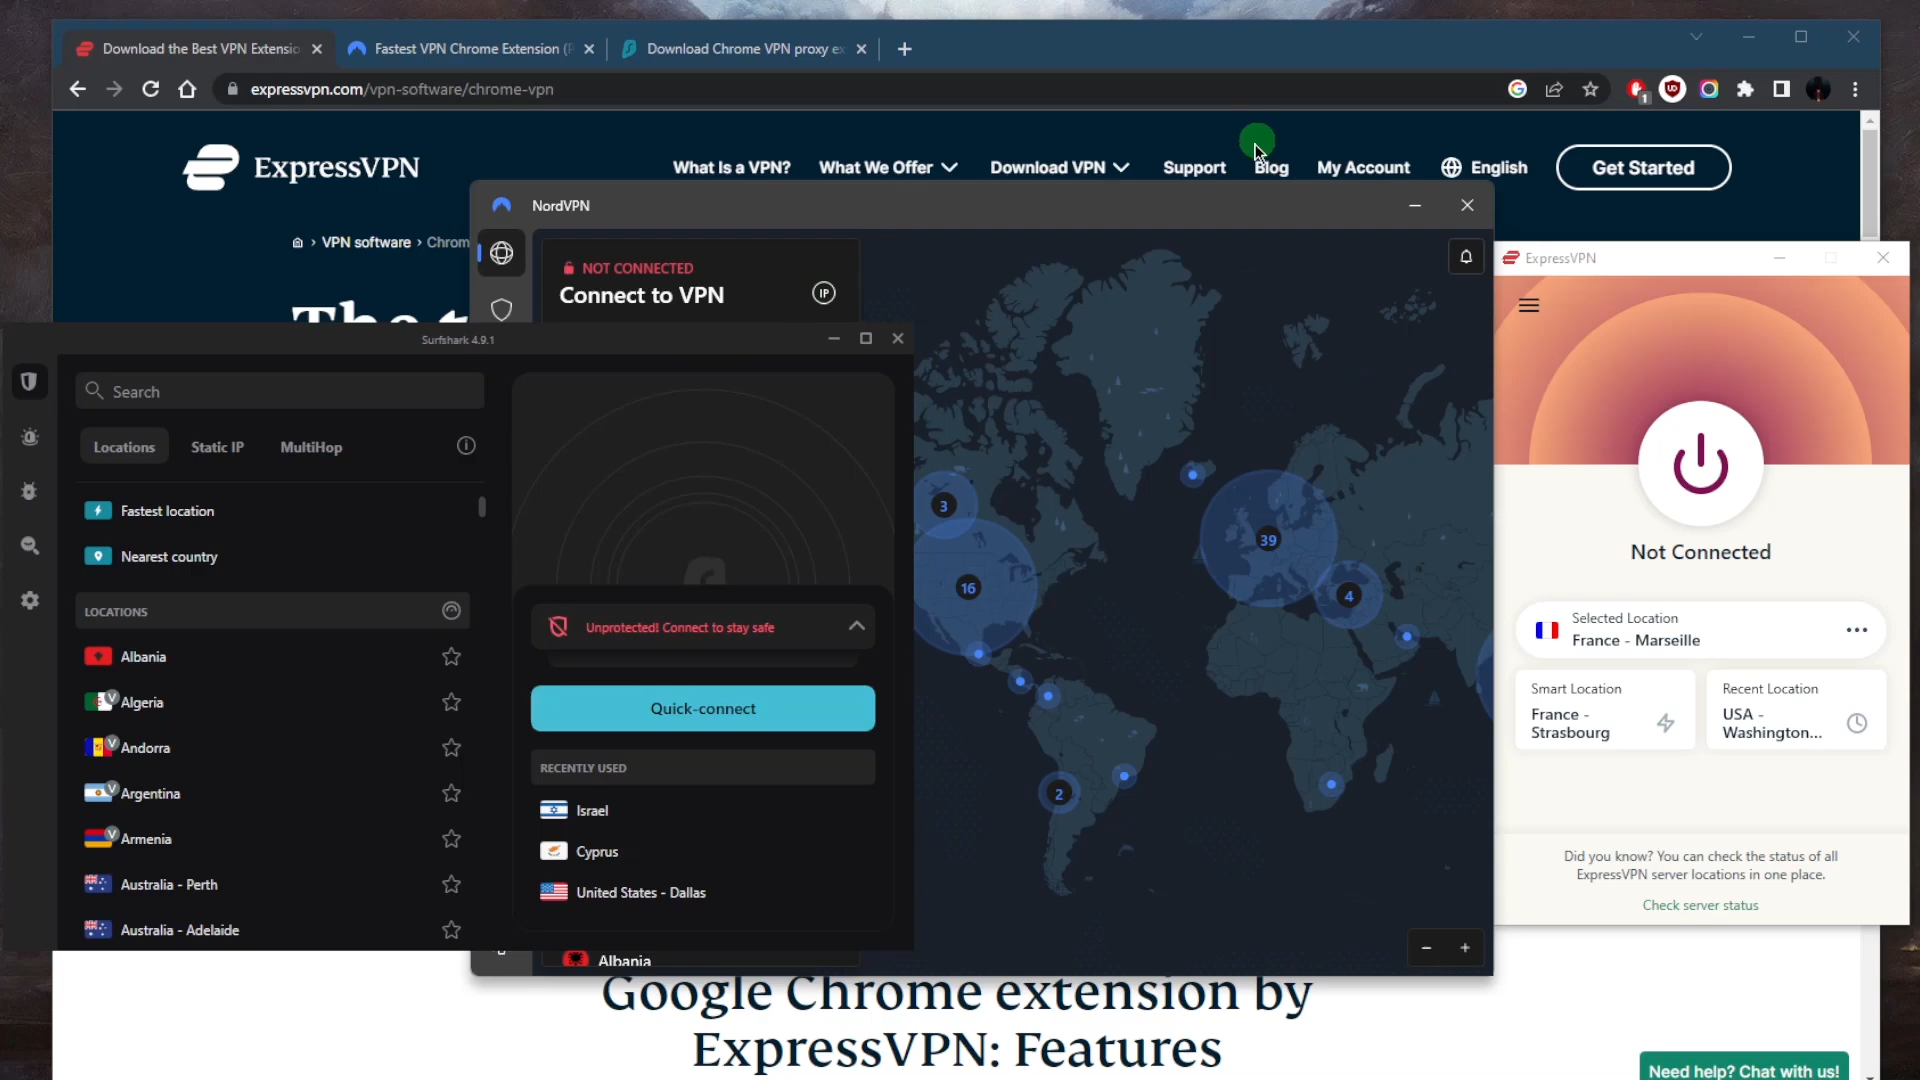 Download the Best VPN Extensio
Fastest VPN Chrome Extension (
Download Chrome VPN proxy ex
expressvpn.com/vpn-software/chrome-vpn
1
ExpressVPN
What Is a VPN?
What We Offer
Download VPN
Support
Blog
My Account
English
Get Started
› VPN software › Chrom
NordVPN
NOT CONNECTED
Connect to VPN
IP
3
16
39
4
2
Albania
ExpressVPN
Not Connected
Selected Location
France - Marseille
Smart Location
France -
Strasbourg
Recent Location
USA -
Washington...
Did you know? You can check the status of all
ExpressVPN server locations in one place.
Check server status
Surfshark 4.9.1
Search
Locations
Static IP
MultiHop
Fastest location
Nearest country
LOCATIONS
Albania
V
Algeria
V
Andorra
V
Argentina
V
Armenia
Australia - Perth
Australia - Adelaide
Unprotected! Connect to stay safe
Quick-connect
RECENTLY USED
Israel
Cyprus
United States - Dallas
Google Chrome extension by
ExpressVPN: Features
Need help? Chat with us!